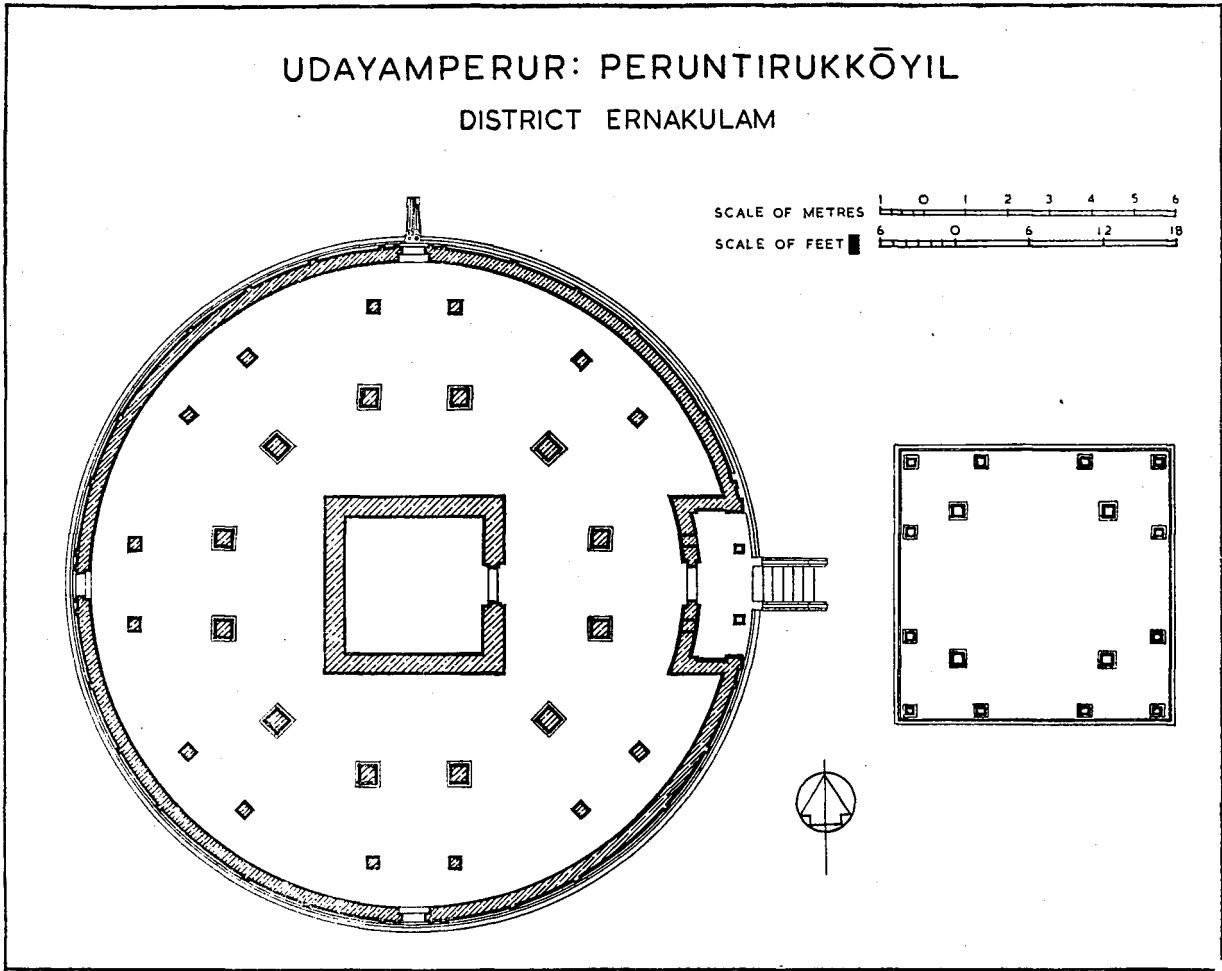 UDAYAMPERUR: PERUNTIRUKKŌYIL
DISTRICT ERNAKULAM
SCALE OF METRES 1 0 1 2 3 4 5 6
SCALE OF FEET 6 0 6 12 18